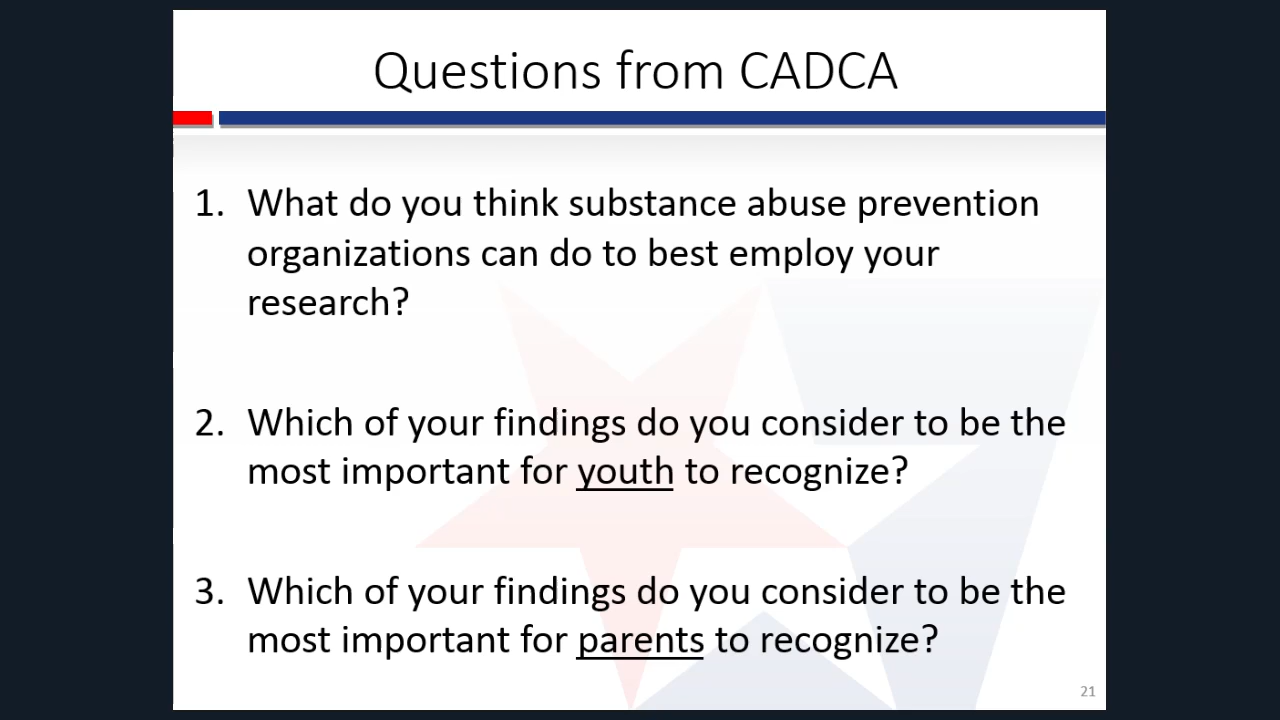 Questions from CADCA
1. What do you think substance abuse prevention
organizations can do to best employ your
research?
2. Which of your findings do you consider to be the
most important for youth to recognize?
3. Which of your findings do you consider to be the
most important for parents to recognize?
21